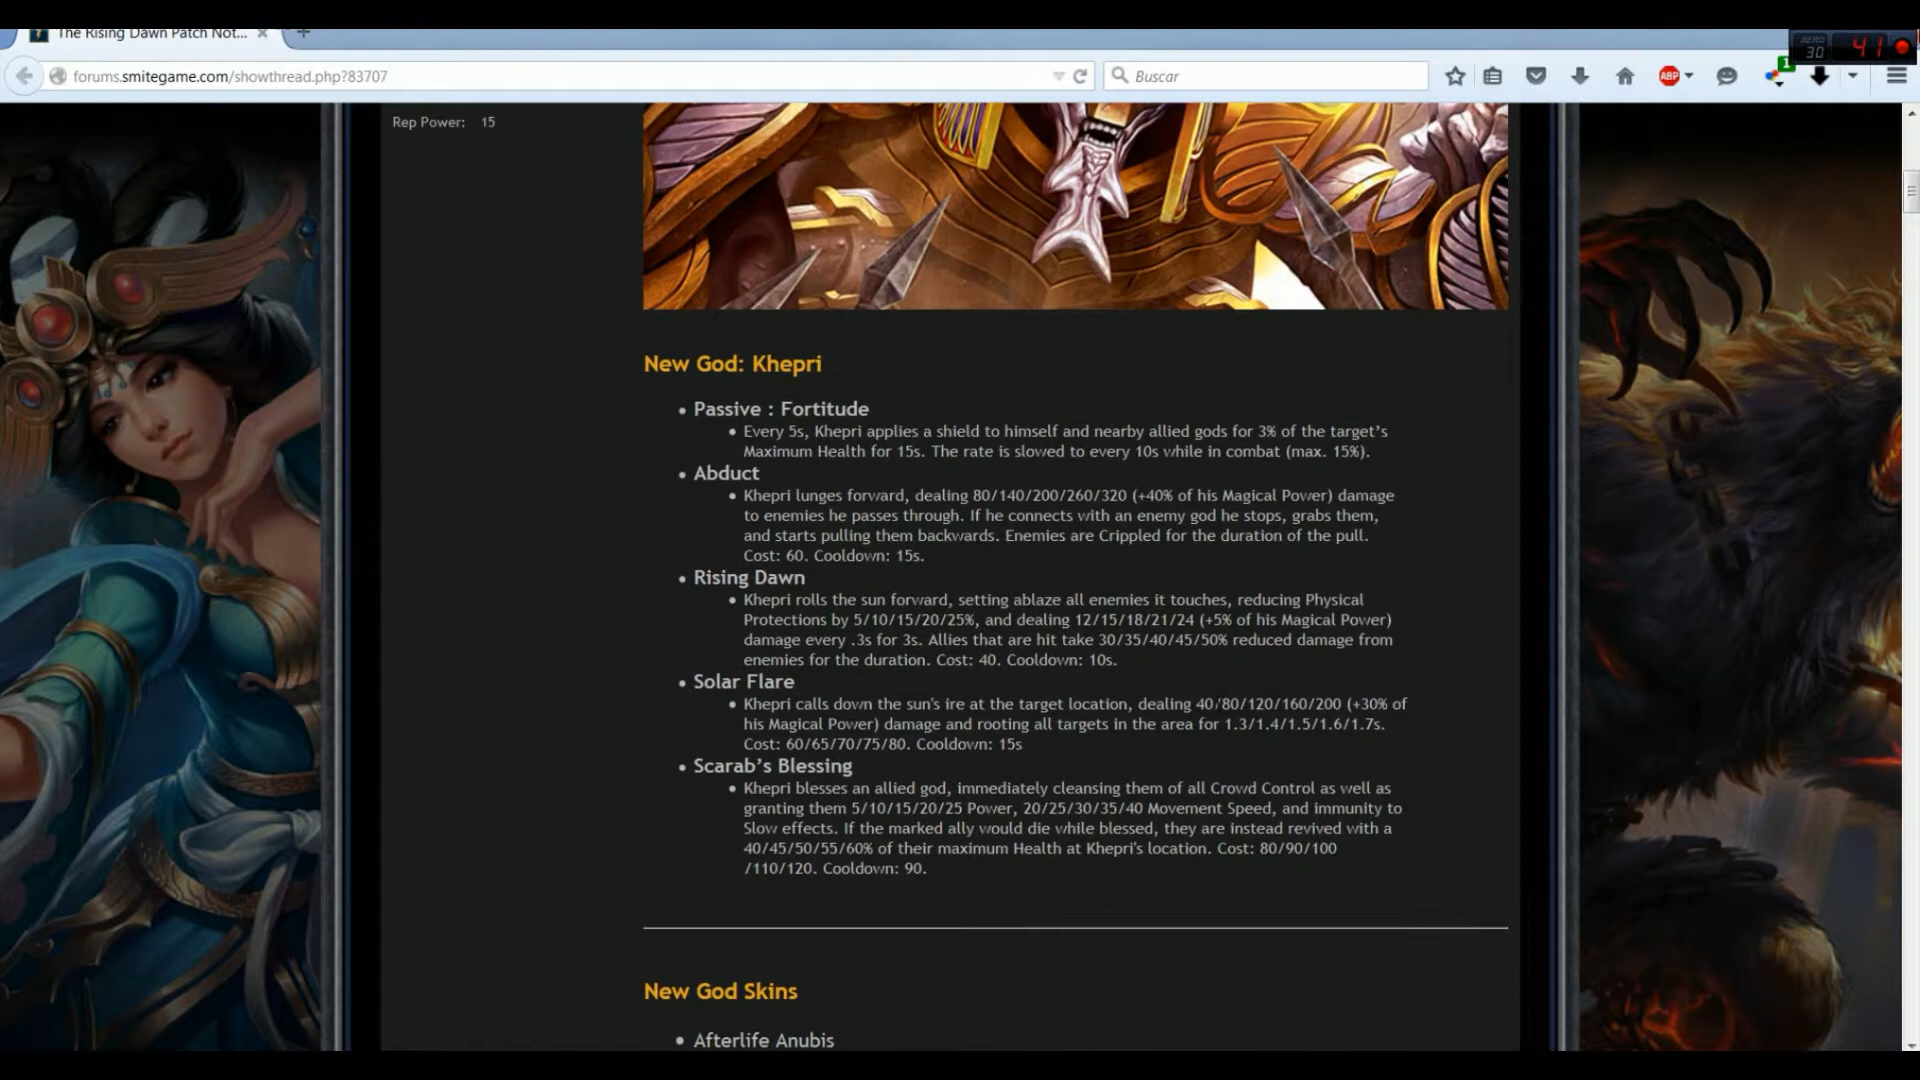 The Rising Dawn Patch Not...
AERO
30
41
forums.smitegame.com/showthread.php?83707
Buscar
ABP
1
Rep Power: 15
New God: Khepri
Passive : Fortitude
Every 5s, Khepri applies a shield to himself and nearby allied gods for 3% of the target’s
Maximum Health for 15s. The rate is slowed to every 10s while in combat (max. 15%).
Abduct
Khepri lunges forward, dealing 80/140/200/260/320 (+40% of his Magical Power) damage
to enemies he passes through. If he connects with an enemy god he stops, grabs them,
and starts pulling them backwards. Enemies are Crippled for the duration of the pull.
Cost: 60. Cooldown: 15s.
Rising Dawn
Khepri rolls the sun forward, setting ablaze all enemies it touches, reducing Physical
Protections by 5/10/15/20/25%, and dealing 12/15/18/21/24 (+5% of his Magical Power)
damage every .3s for 3s. Allies that are hit take 30/35/40/45/50% reduced damage from
enemies for the duration. Cost: 40. Cooldown: 10s.
Solar Flare
Khepri calls down the sun's ire at the target location, dealing 40/80/120/160/200 (+30% of
his Magical Power) damage and rooting all targets in the area for 1.3/1.4/1.5/1.6/1.7s.
Cost: 60/65/70/75/80. Cooldown: 15s
Scarab’s Blessing
Khepri blesses an allied god, immediately cleansing them of all Crowd Control as well as
granting them 5/10/15/20/25 Power, 20/25/30/35/40 Movement Speed, and immunity to
Slow effects. If the marked ally would die while blessed, they are instead revived with a
40/45/50/55/60% of their maximum Health at Khepri's location. Cost: 80/90/100
/110/120. Cooldown: 90.
New God Skins
Afterlife Anubis